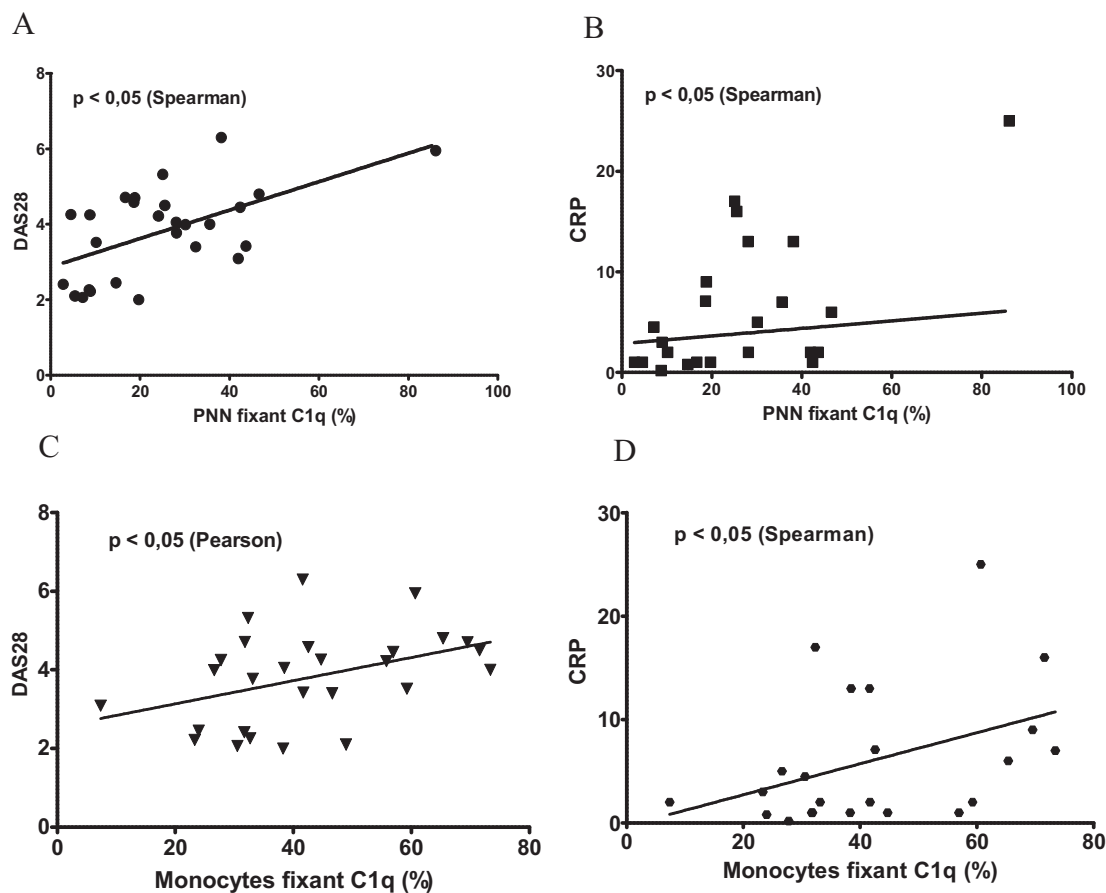 A
8
6
4
2
0
DAS28
p < 0,05 (Spearman)
0
20
40
60
80
100
PNN fixant C1q (%)
B
30
20
10
0
CRP
p < 0,05 (Spearman)
0
20
40
60
80
100
PNN fixant C1q (%)
C
8
6
4
2
0
DAS28
p < 0,05 (Pearson)
0
20
40
60
80
Monocytes fixant C1q (%)
D
30
20
10
0
CRP
p < 0,05 (Spearman)
0
20
40
60
80
Monocytes fixant C1q (%)